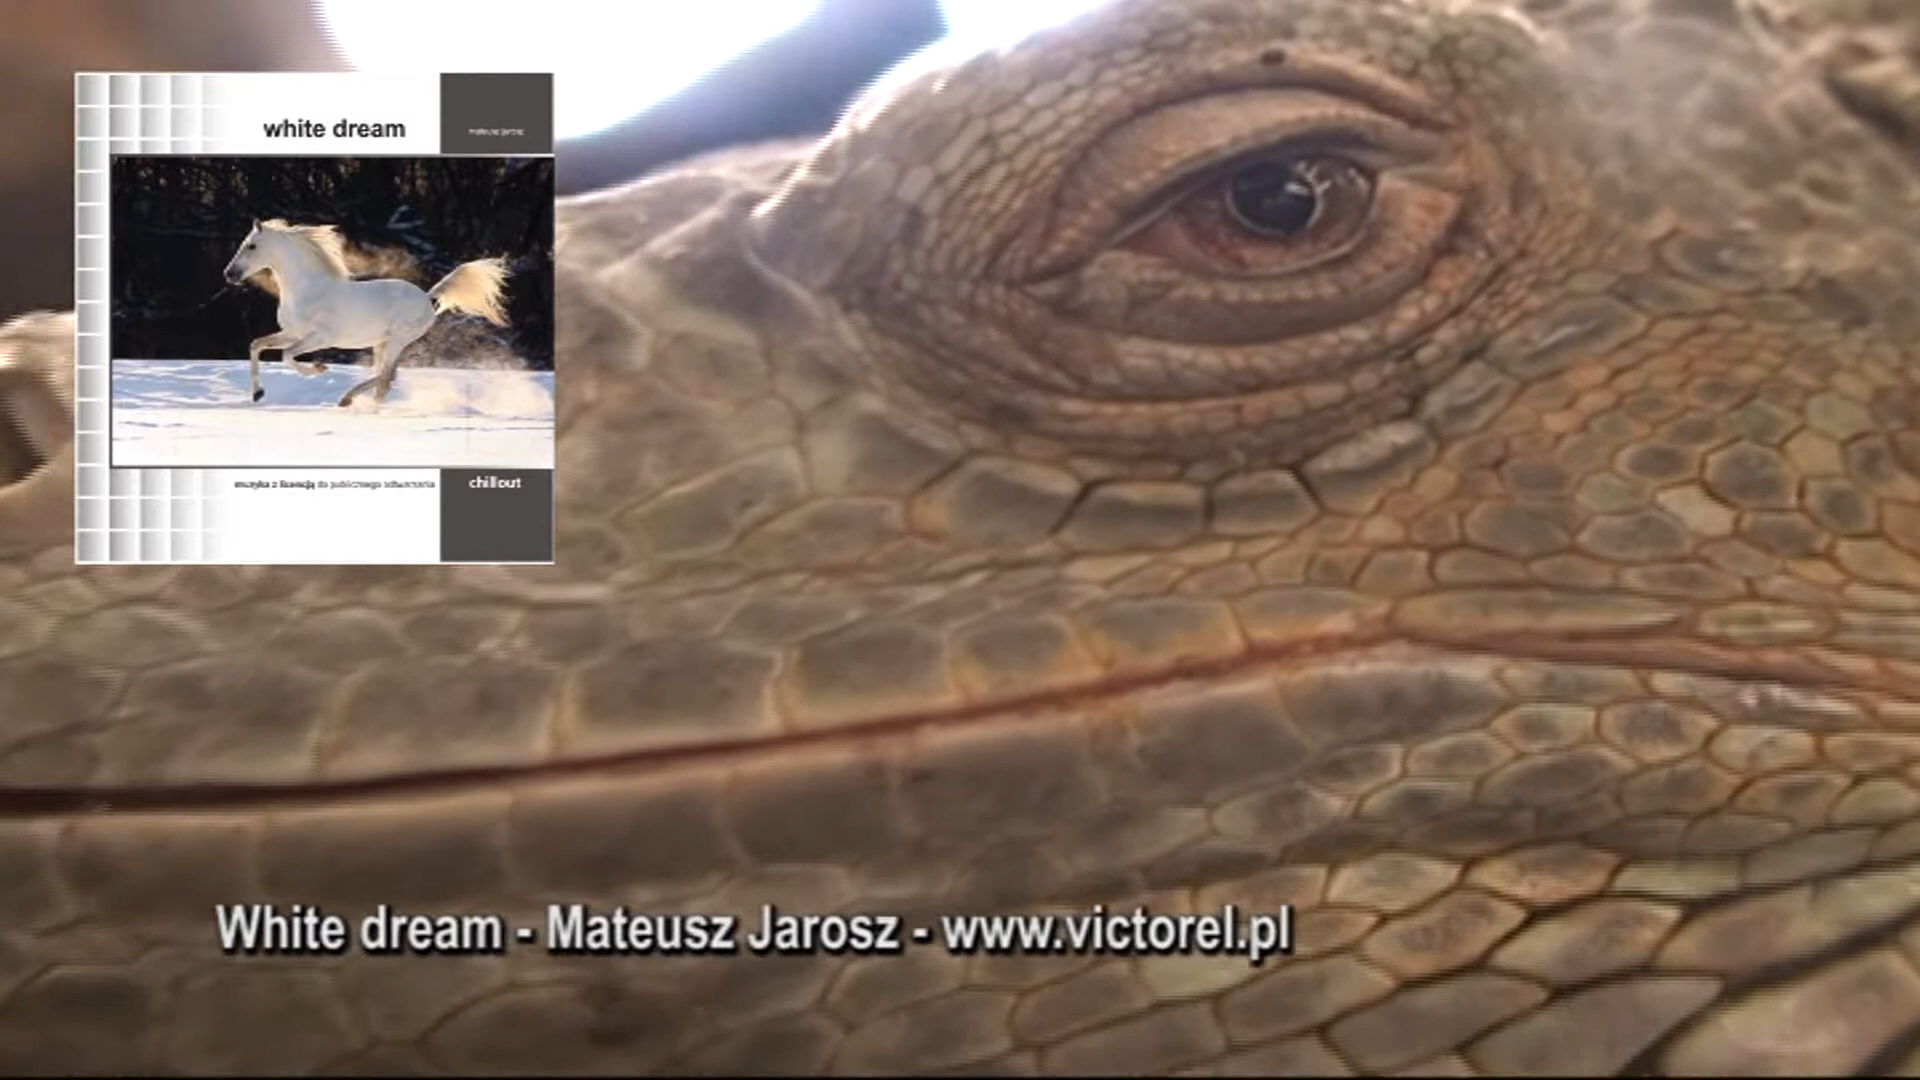 white dream
mateusz jarosz
muzyka z licencją do publicznego odtwarzania
chillout
White dream - Mateusz Jarosz - www.victorel.pl